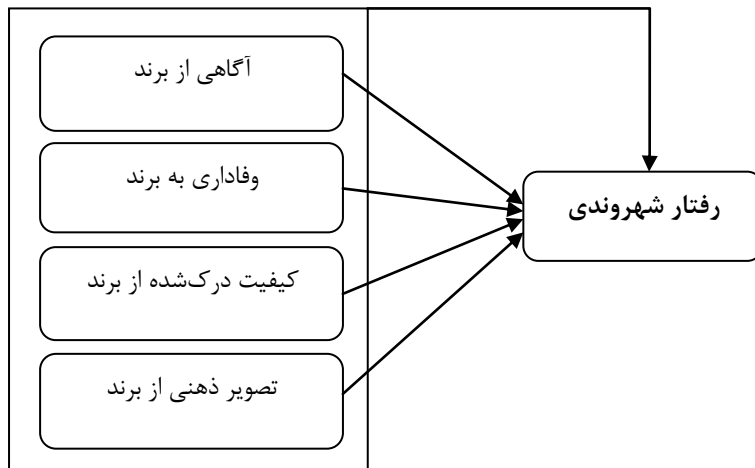 آگاهی از برند
وفاداری به برند
کیفیت درک‌شده از برند
تصویر ذهنی از برند
رفتار شهروندی